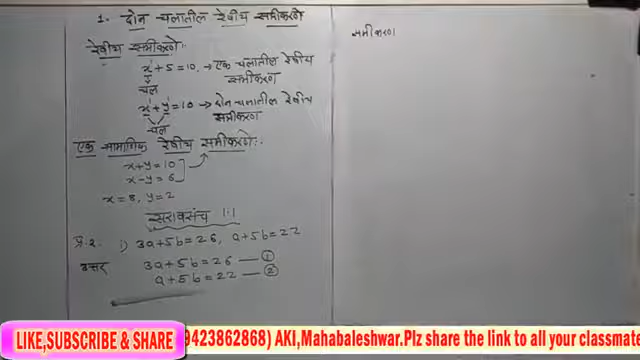 1. दोन चलातील रेषीय समीकरणे
रेषीय समीकरणे:-
x + 5 = 10. → एक चलातील रेषीय
समीकरण
चल
x + y = 10 → दोन चलातील रेषीय
समीकरण
चल
एक सामायिक रेषीय समीकरणे:-
x + y = 10
x - y = 6
x = 8, y = 2
सरावसंच 1.1
प्र. 2. i) 3a + 5b = 26, a + 5b = 22
उत्तर 3a + 5b = 26 — ①
a + 5b = 22 — ②
समीकरण
LIKE,SUBSCRIBE & SHARE
9423862868) AKI,Mahabaleshwar.Plz share the link to all your classmate